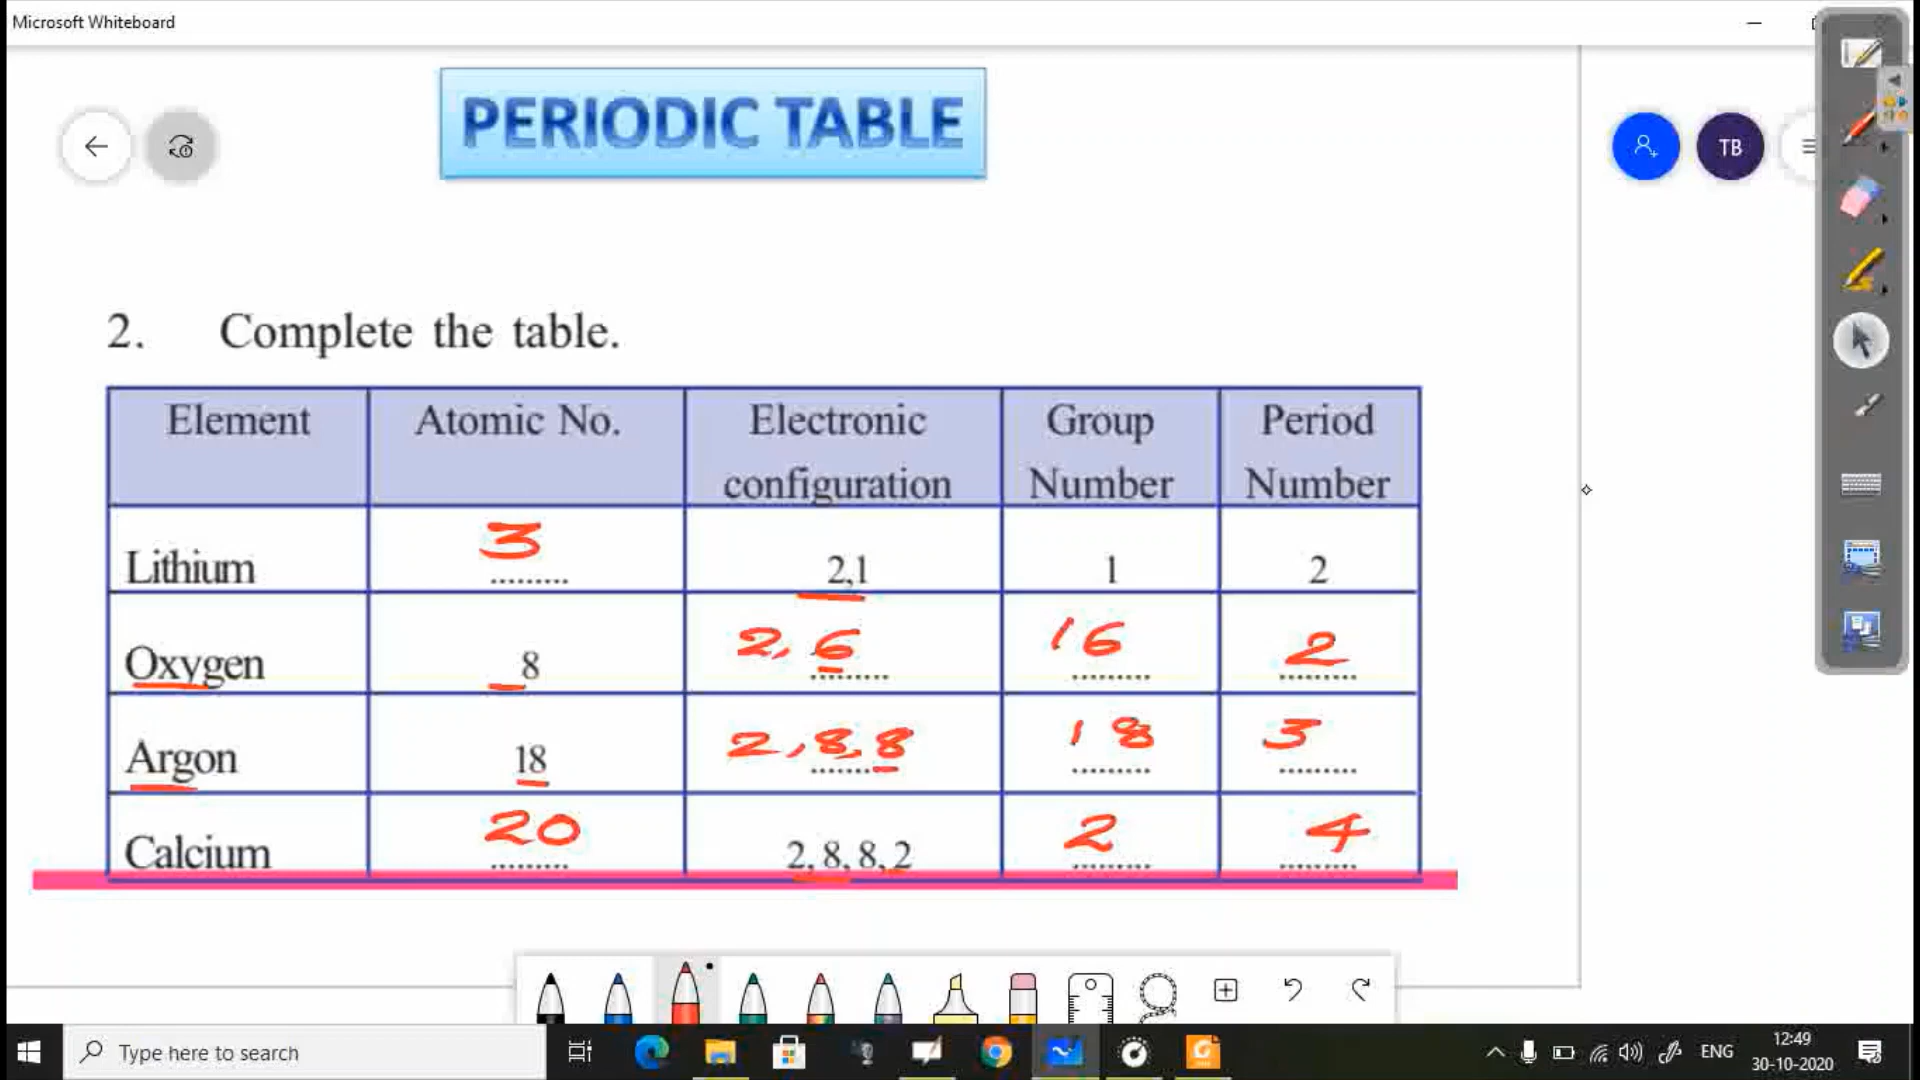 Microsoft Whiteboard
PERIODIC TABLE
TB
2. Complete the table.
Element Atomic No. Electronic configuration Group Number Period Number
Lithium 3 ......... 2,1 1 2
Oxygen 8 2, 6 ......... 16 ......... 2 .........
Argon 18 2, 8, 8 ......... 18 ......... 3 .........
Calcium 20 ......... 2, 8, 8, 2 2 ......... 4 .........
Type here to search
ENG
12:49
30-10-2020